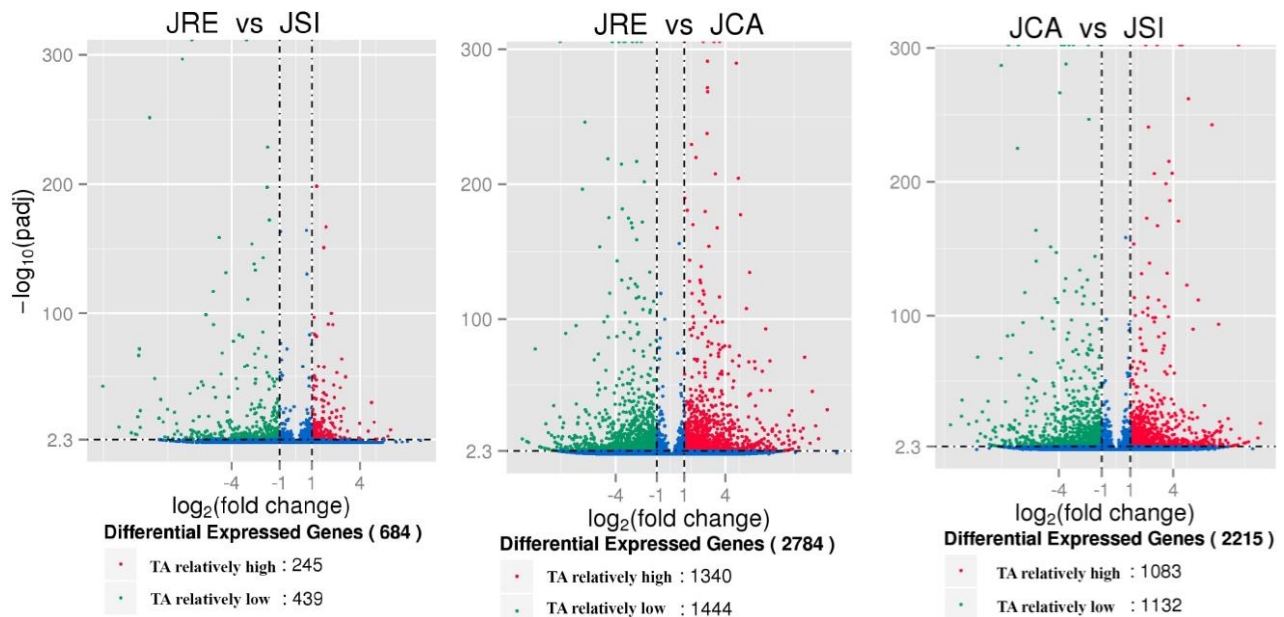 JRE vs JSI
300
200
100
2.3
-4 -1 1 4
−log10(padj)
log2(fold change)
Differential Expressed Genes ( 684 )
TA relatively high : 245
TA relatively low : 439
JRE vs JCA
300
200
100
2.3
-4 -1 1 4
log2(fold change)
Differential Expressed Genes ( 2784 )
TA relatively high : 1340
TA relatively low : 1444
JCA vs JSI
300
200
100
2.3
-4 -1 1 4
log2(fold change)
Differential Expressed Genes ( 2215 )
TA relatively high : 1083
TA relatively low : 1132